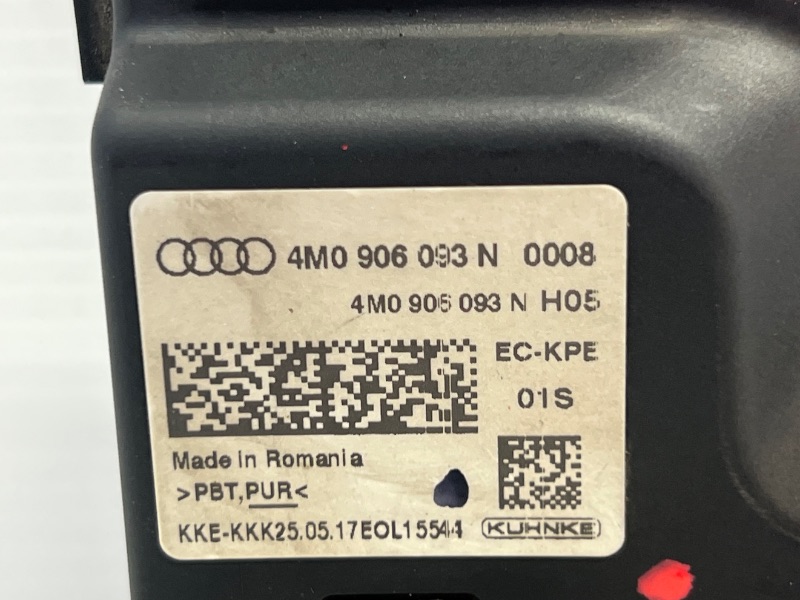 4M0 906 093 N 0008
4M0 906 093 N H05
EC-KPE
01S
Made in Romania
>PBT,PUR<
KKE-KKK25.05.17EOL15544 KUHNKE